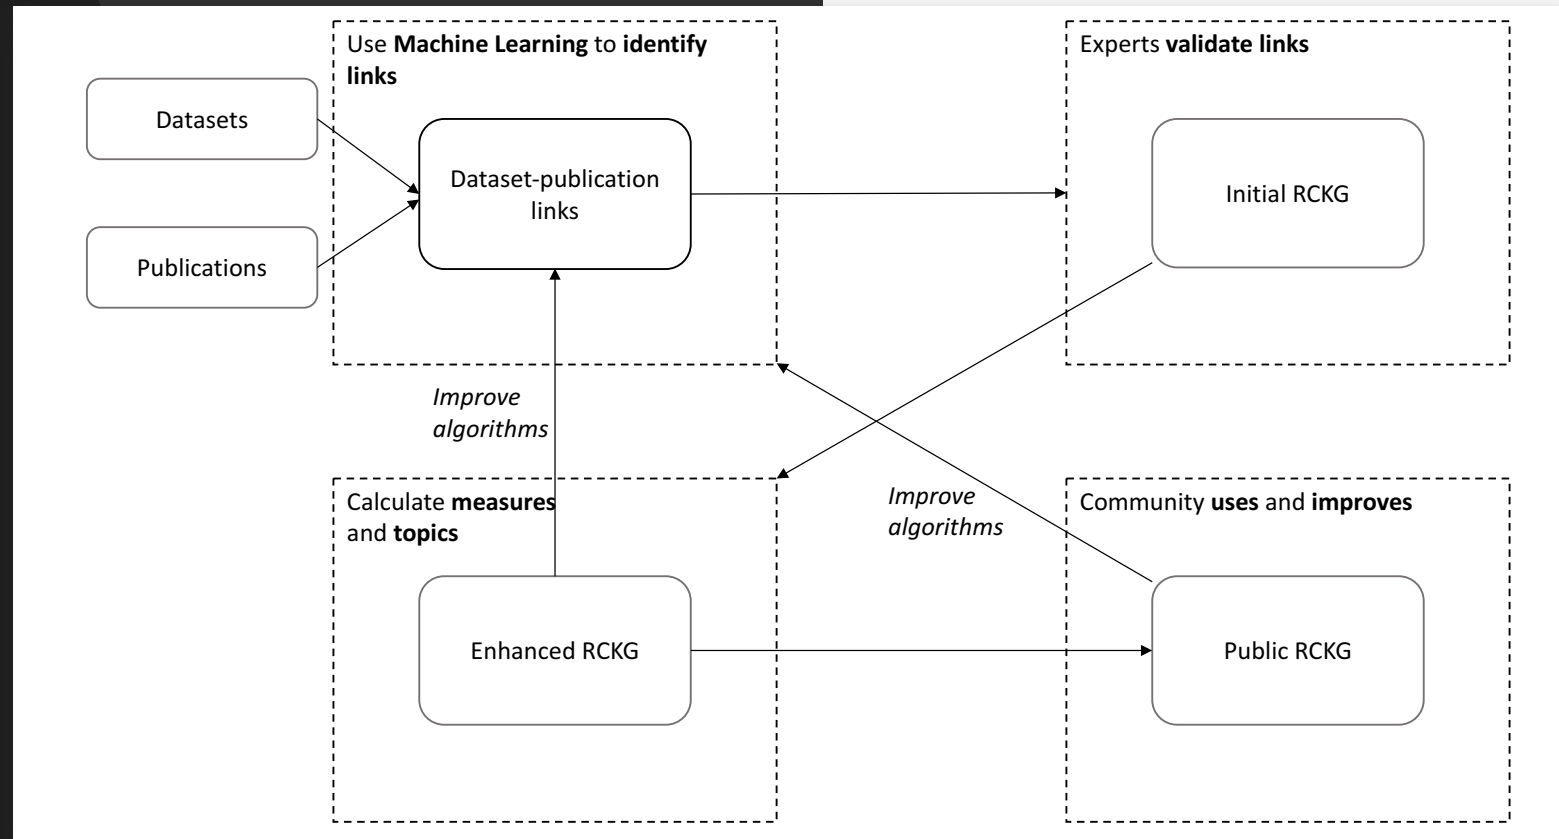 Use Machine Learning to identify
links
Experts validate links
Datasets
Publications
Dataset-publication
links
Initial RCKG
Improve
algorithms
Improve
algorithms
Calculate measures
and topics
Community uses and improves
Enhanced RCKG
Public RCKG